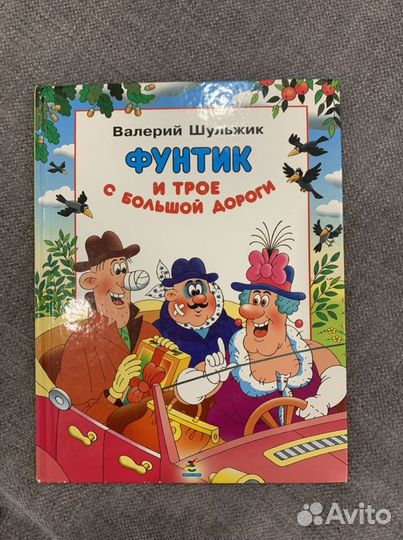 Валерий Шульжик
ФУНТИК
И ТРОЕ
С БОЛЬШОЙ ДОРОГИ
Avito